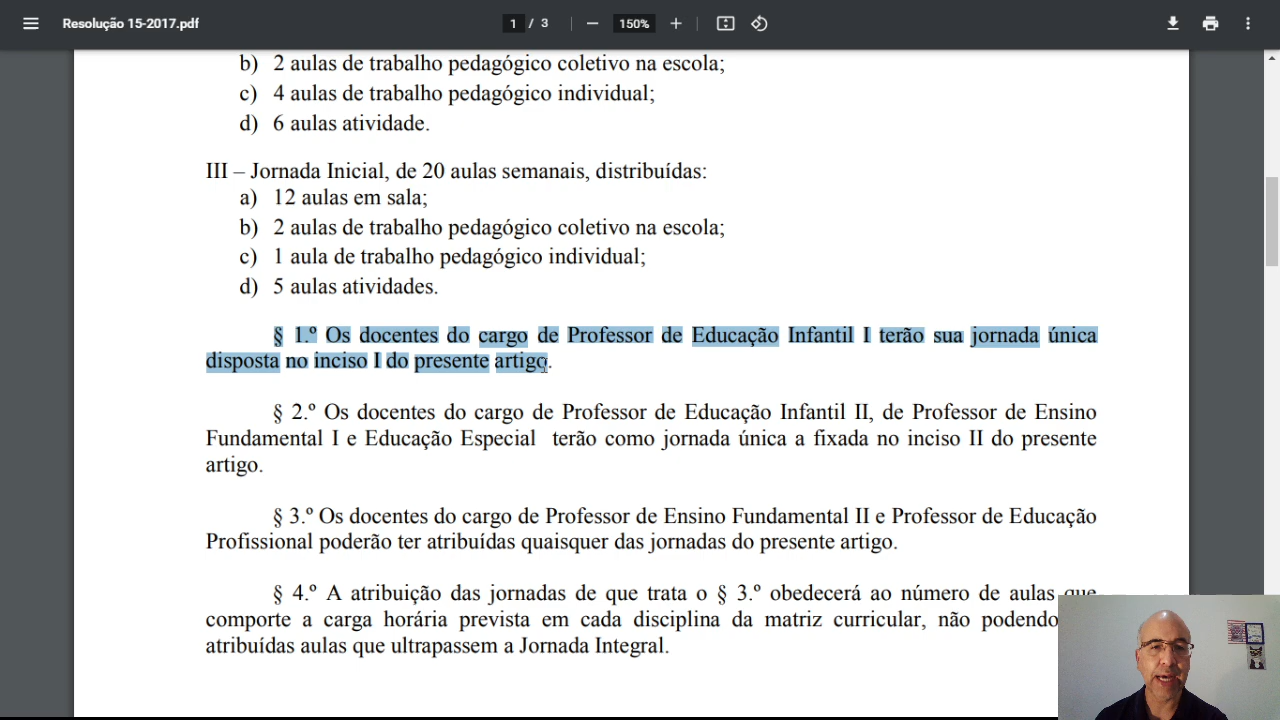 Resolução 15-2017.pdf
1 / 3
150%
b) 2 aulas de trabalho pedagógico coletivo na escola;
c) 4 aulas de trabalho pedagógico individual;
d) 6 aulas atividade.
III – Jornada Inicial, de 20 aulas semanais, distribuídas:
a) 12 aulas em sala;
b) 2 aulas de trabalho pedagógico coletivo na escola;
c) 1 aula de trabalho pedagógico individual;
d) 5 aulas atividades.
§ 1.º Os docentes do cargo de Professor de Educação Infantil I terão sua jornada única
disposta no inciso I do presente artigo.
§ 2.º Os docentes do cargo de Professor de Educação Infantil II, de Professor de Ensino
Fundamental I e Educação Especial terão como jornada única a fixada no inciso II do presente
artigo.
§ 3.º Os docentes do cargo de Professor de Ensino Fundamental II e Professor de Educação
Profissional poderão ter atribuídas quaisquer das jornadas do presente artigo.
§ 4.º A atribuição das jornadas de que trata o § 3.º obedecerá ao número de aulas que
comporte a carga horária prevista em cada disciplina da matriz curricular, não podendo
atribuídas aulas que ultrapassem a Jornada Integral.